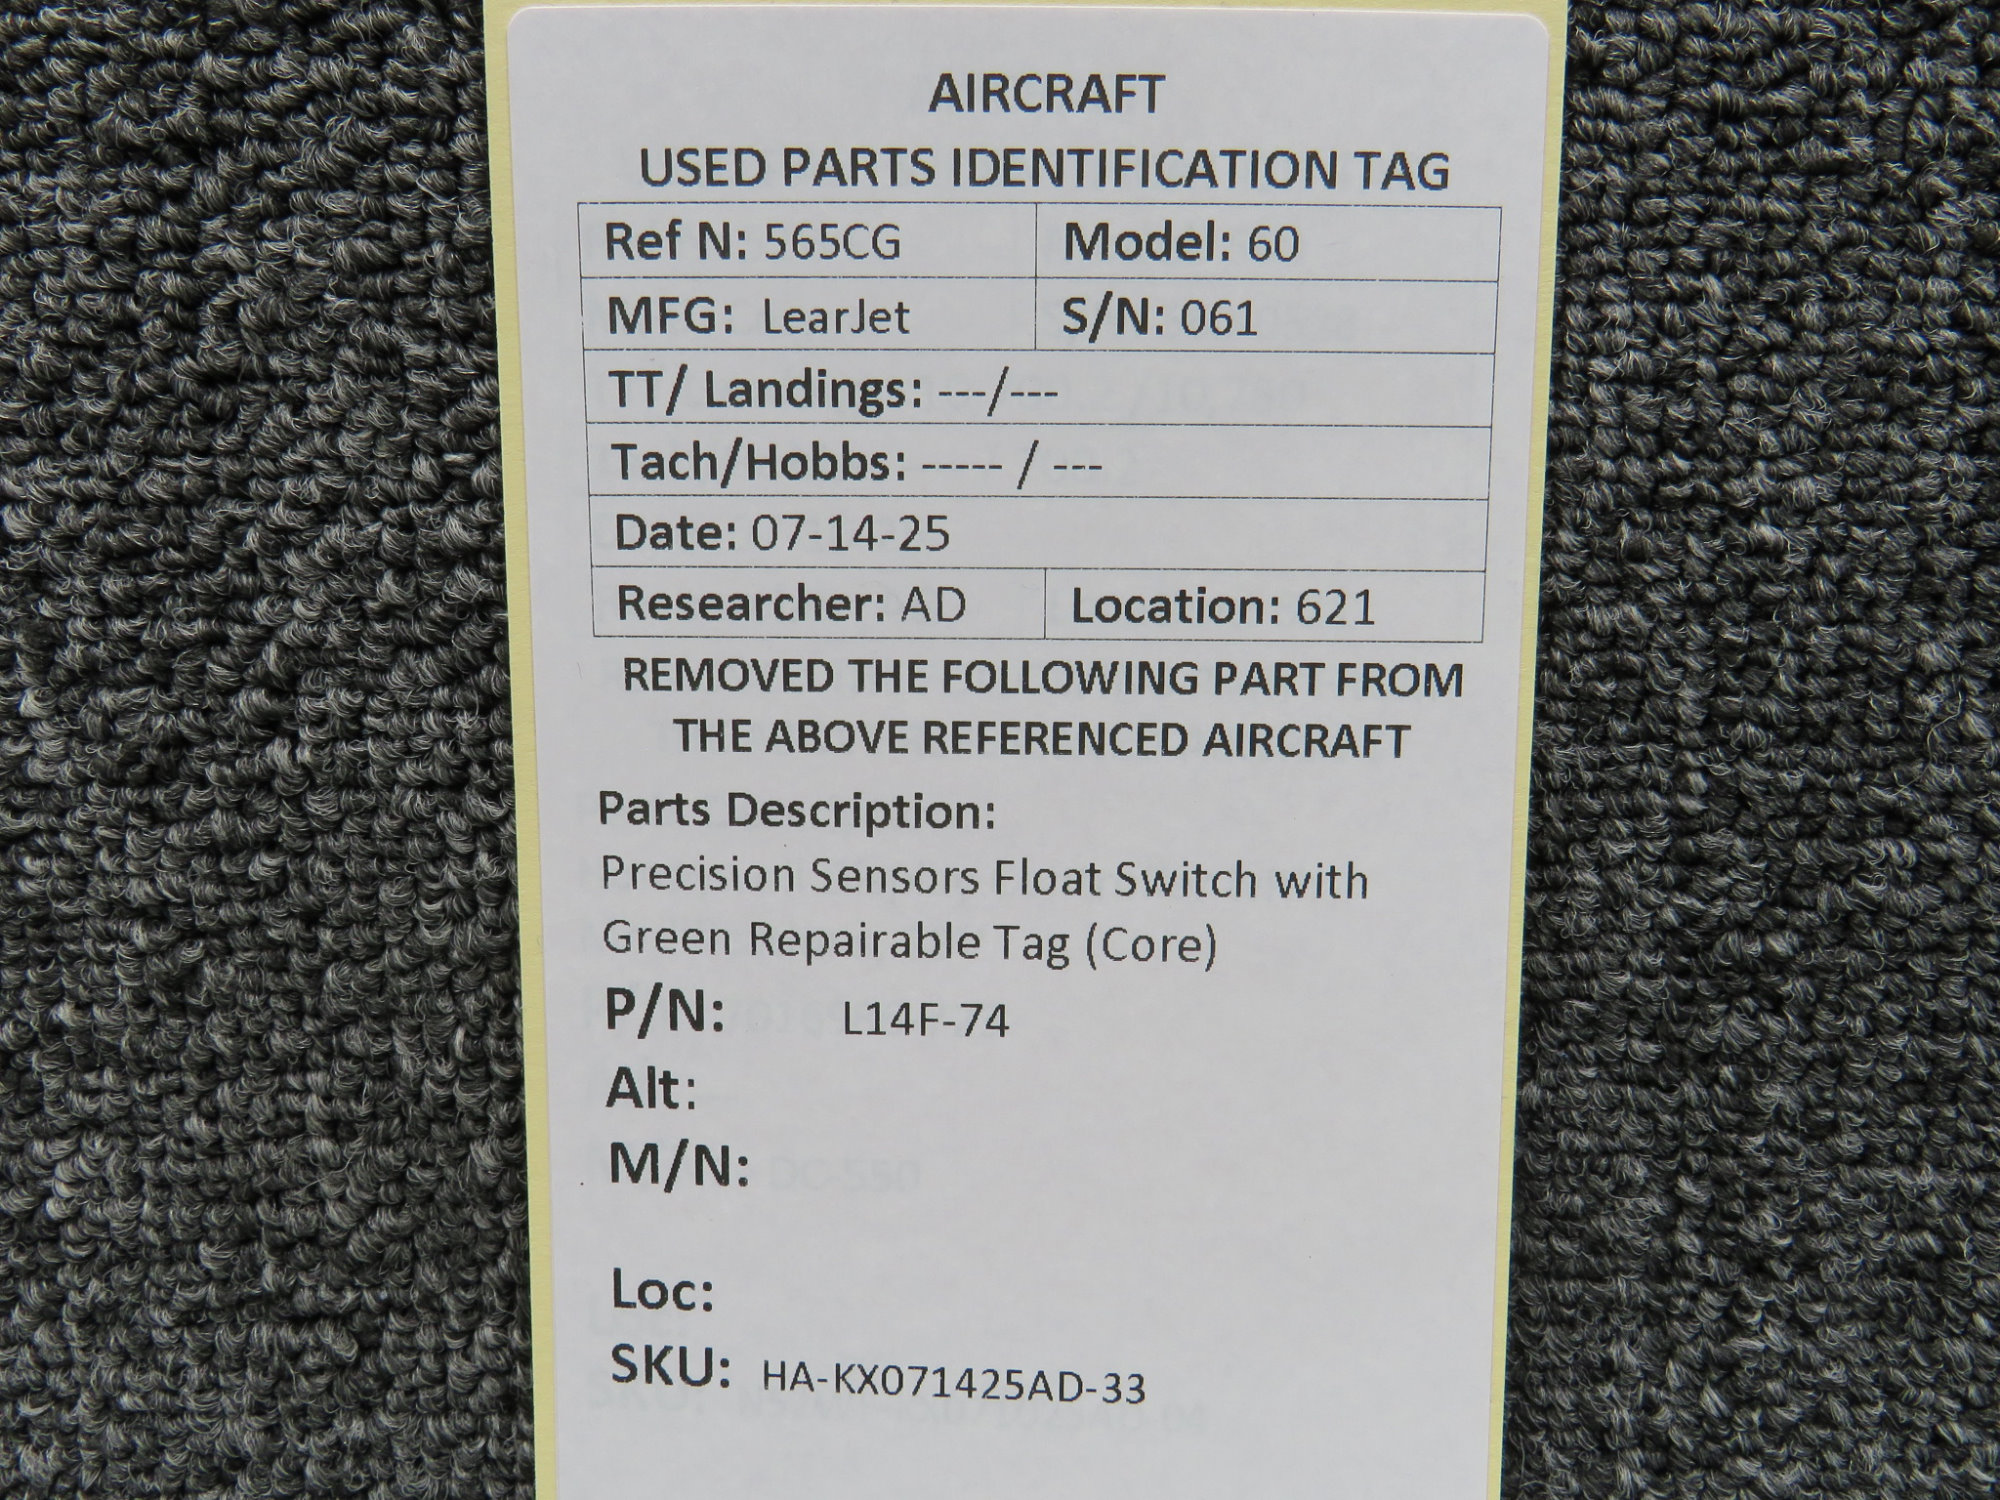 AIRCRAFT
USED PARTS IDENTIFICATION TAG
Ref N: 565CG Model: 60
MFG: LearJet S/N: 061
TT/ Landings: ---/---
Tach/Hobbs: ----- / ---
Date: 07-14-25
Researcher: AD Location: 621
REMOVED THE FOLLOWING PART FROM
THE ABOVE REFERENCED AIRCRAFT
Parts Description:
Precision Sensors Float Switch with
Green Repairable Tag (Core)
P/N: L14F-74
Alt:
M/N:
Loc:
SKU: HA-KX071425AD-33